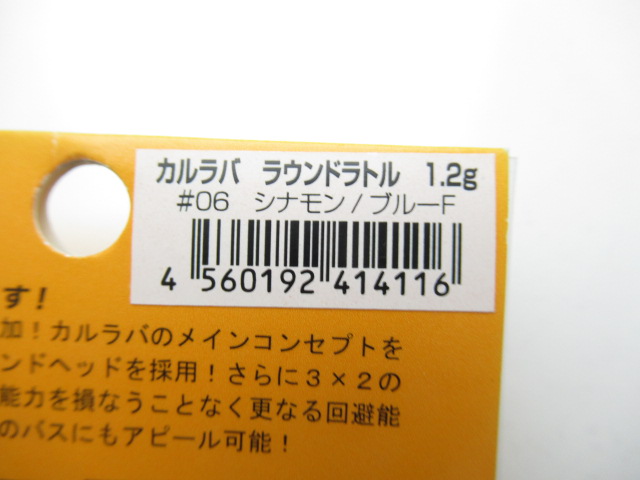 カルラバ ラウンドラトル 1.2g
#06 シナモン/ブルーF
4 560192 414116
す!
加!カルラバのメインコンセプトを
ンドヘッドを採用!さらに3×2の
能力を損なうことなく更なる回避能
のバスにもアピール可能!